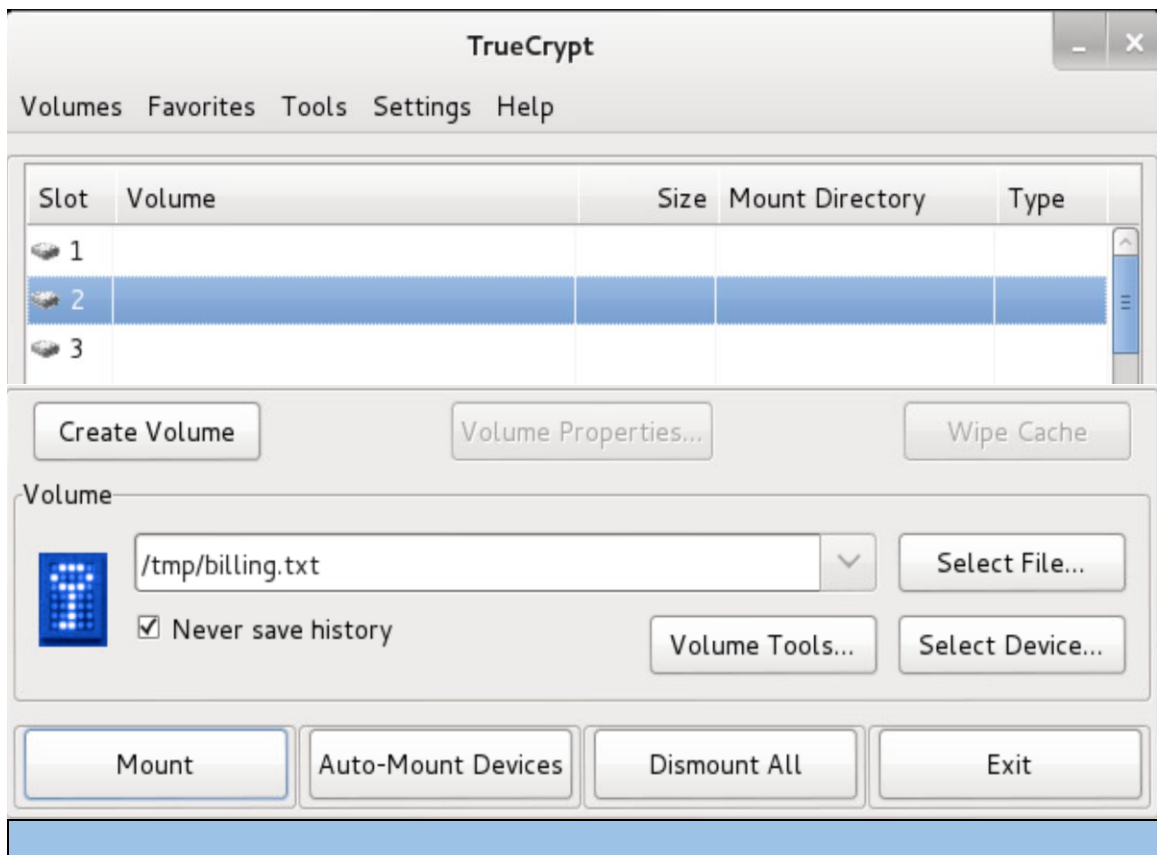 TrueCrypt
Volumes Favorites Tools Settings Help
Slot Volume Size Mount Directory Type
1
2
3
Create Volume Volume Properties... Wipe Cache
Volume
/tmp/billing.txt Select File...
Never save history Volume Tools... Select Device...
Mount Auto-Mount Devices Dismount All Exit